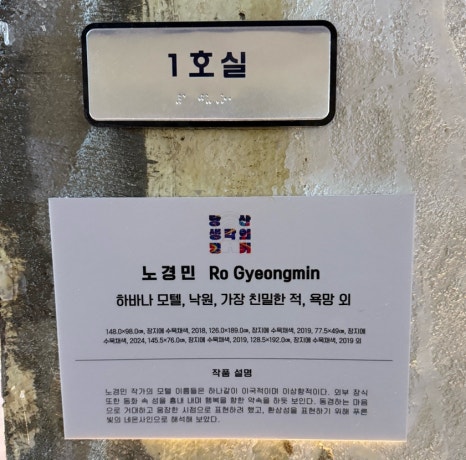 1호실
노경민 Ro Gyeongmin
하바나 모텔, 낙원, 가장 친밀한 적, 욕망 외
148.0×98.0㎝, 장지에 수묵채색, 2018, 126.0×189.0㎝, 장지에 수묵채색, 2019, 77.5×49㎝, 장지에
수묵채색, 2024, 145.5×76.0㎝, 장지에 수묵채색, 2019, 128.5×192.0㎝, 장지에 수묵채색, 2019 외
작품 설명
노경민 작가의 모텔 이름들은 하나같이 이국적이며 이상향적이다. 외부 장식
또한 동화 속 성을 흉내 내며 행복을 향한 약속을 하듯 보인다. 동경하는 마음
으로 거대하고 웅장한 시점으로 표현하려 했고, 환상성을 표현하기 위해 푸른
빛의 네온사인으로 해석해 보았다.